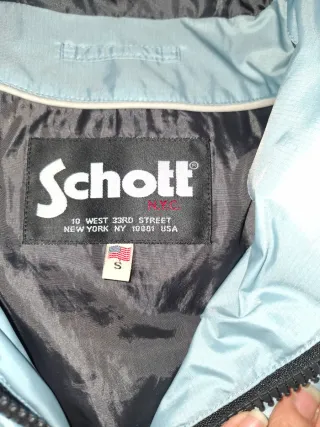 Schott®
N.Y.C.
10 WEST 33RD STREET
NEW YORK NY 10001 USA
S